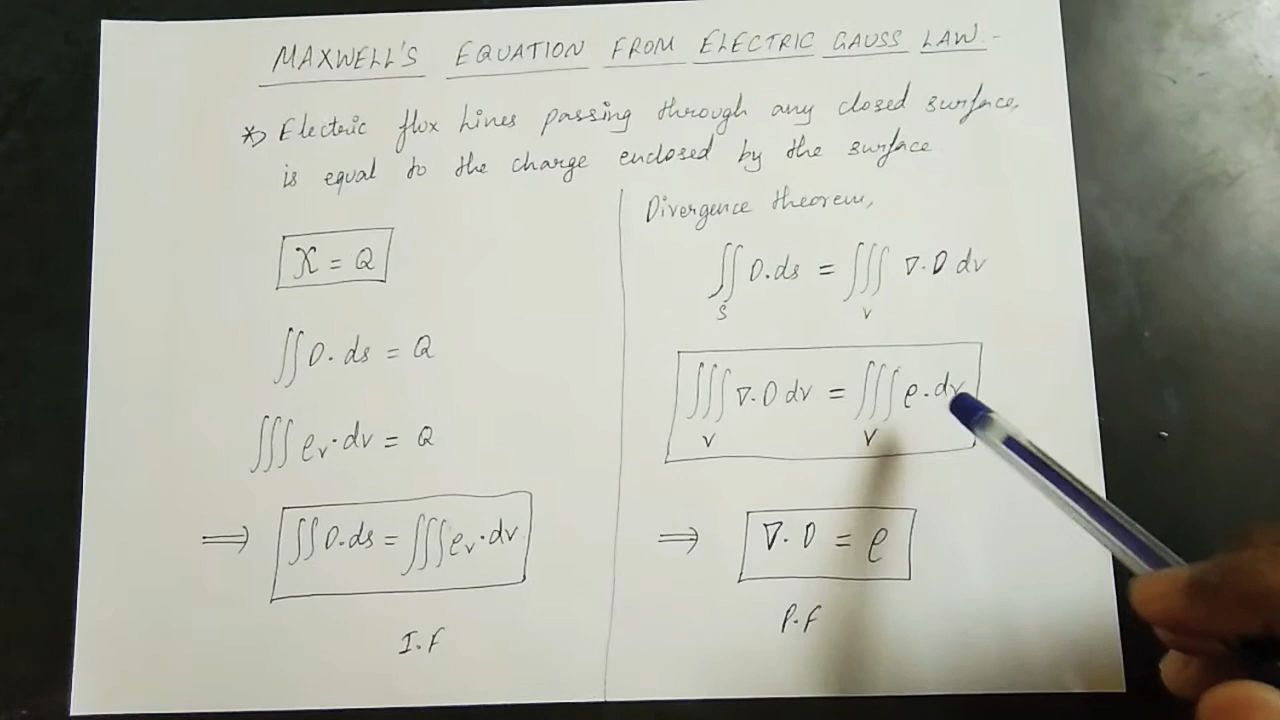 MAXWELL'S EQUATION FROM ELECTRIC GAUSS LAW -
*) Electric flux lines passing through any closed surface,
is equal to the charge enclosed by the surface
χ = Q
∬ D. ds = Q
∭ ρv. dv = Q
⟹ ∬ D. ds = ∭ ρv. dv
I.F
Divergence theorem,
∬S D. ds = ∭V ∇. D dv
∭V ∇. D dv = ∭V ρ. dv
⟹ ∇. D = ρ
P.F